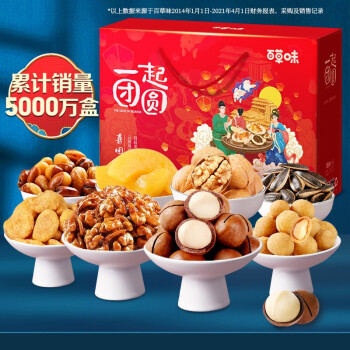 *以上数据来源于百草味2014年1月1日-2021年4月1日财务报表、采购及销售记录
百草味
累计销量
5000万盒
一起
团圆